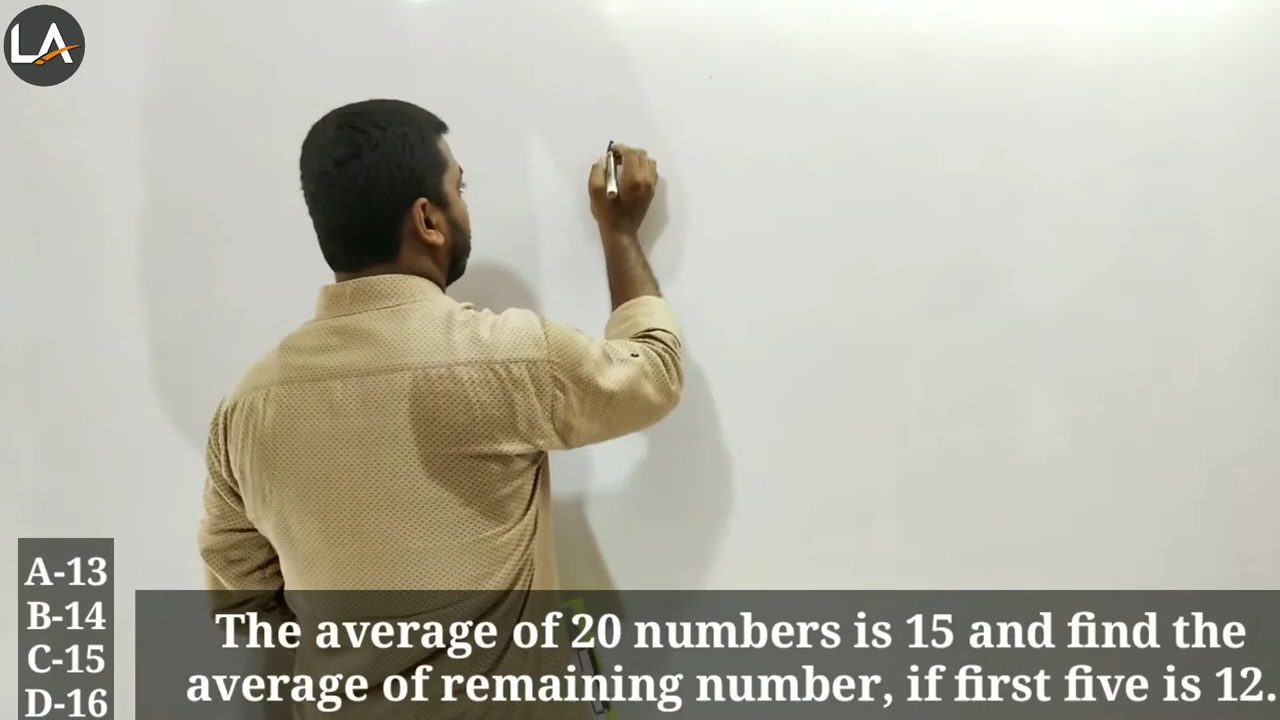 LA
A-13
B-14
C-15
D-16
The average of 20 numbers is 15 and find the
average of remaining number, if first five is 12.